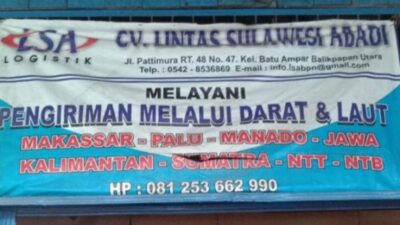 LSA
LOGISTIK
CV. LINTAS SULAWESI ABADI
Jl. Pattimura RT. 48 No. 47. Kel. Batu Ampar Balikpapan Utara
Telp. : 0542 - 8536869 E-mail : info.lsabpn@gmail.com
MELAYANI
PENGIRIMAN MELALUI DARAT & LAUT
MAKASSAR - PALU - MANADO - JAWA
KALIMANTAN - SUMATRA - NTT - NTB
HP : 081 253 662 990